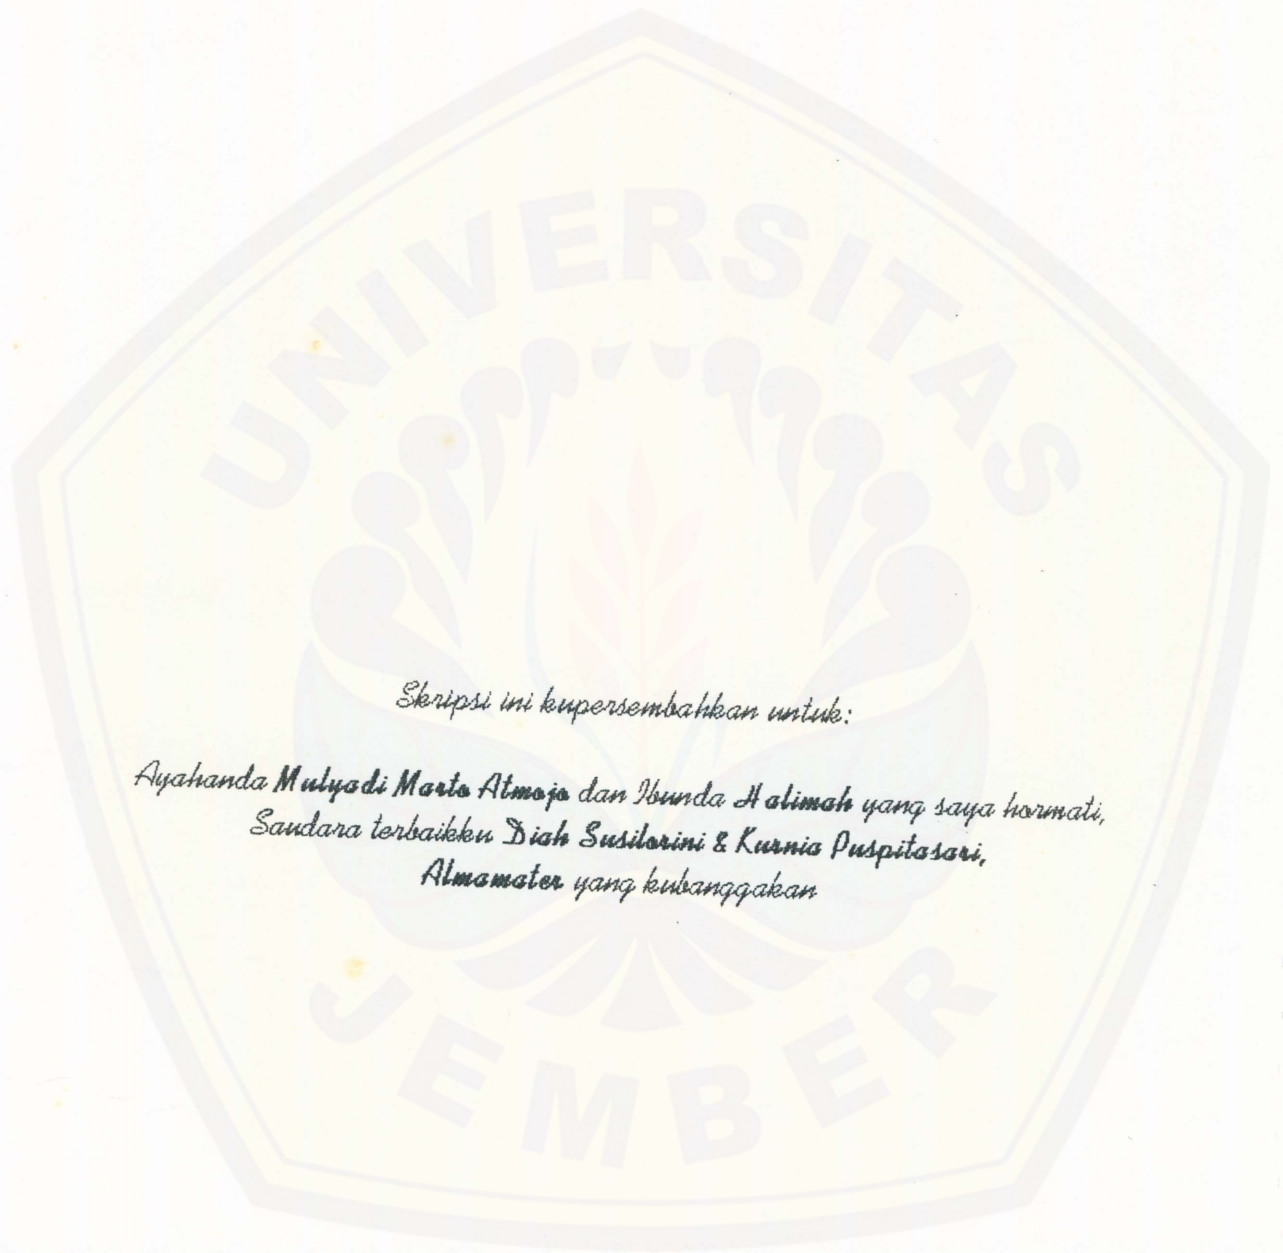 UNIVERSITAS
Skripsi ini kupersembahkan untuk:
Ayahanda Mulyadi Marto Atmojo dan Ibunda Halimah yang saya hormati,
Saudara terbaikku Diah Susilorini & Kurnia Puspitasari,
Almamater yang kubanggakan
JEMBER